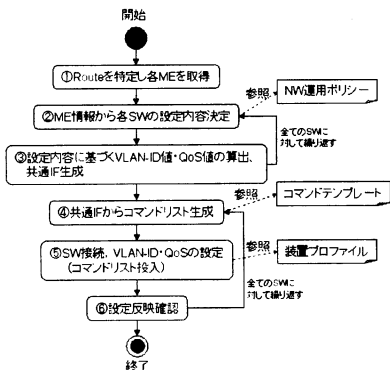 開始
①Routeを特定し各MEを取得
参照
NW運用ポリシー
②ME情報から各SWの設定内容決定
全てのSWに
対して繰り返す
③設定内容に基づくVLAN-ID値・QoS値の算出、
共通IF生成
参照
コマンドテンプレート
④共通IFからコマンドリスト生成
参照
装置プロファイル
⑤SW接続, VLAN-ID・QoSの設定
(コマンドリスト投入)
全てのSWに
対して繰り返す
⑥設定反映確認
終了